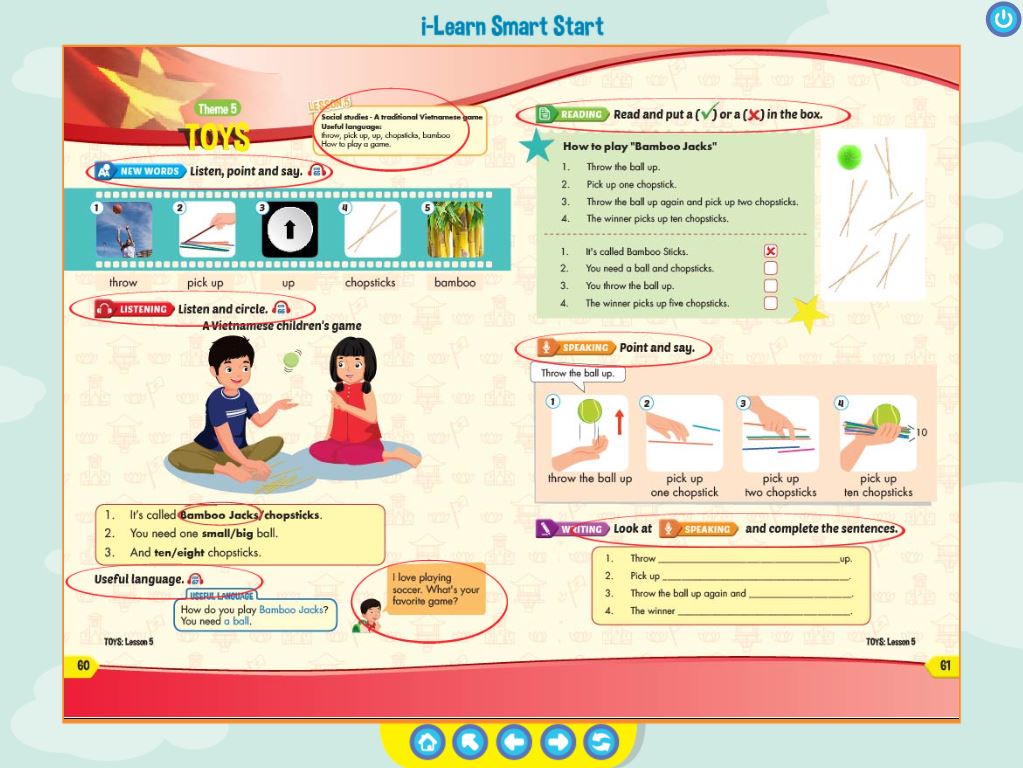 i-Learn Smart Start
Theme 5
TOYS
LESSON 5
Social studies - A traditional Vietnamese game
Useful language:
throw, pick up, up, chopsticks, bamboo
How to play a game.
NEW WORDS Listen, point and say.
1 2 3 4 5
throw pick up up chopsticks bamboo
LISTENING Listen and circle.
A Vietnamese children's game
1. It's called Bamboo Jacks/chopsticks.
2. You need one small/big ball.
3. And ten/eight chopsticks.
Useful language.
USEFUL LANGUAGE
How do you play Bamboo Jacks?
You need a ball.
I love playing
soccer. What's your
favorite game?
TOYS: Lesson 5
60
READING Read and put a (✓) or a (✗) in the box.
How to play "Bamboo Jacks"
1. Throw the ball up.
2. Pick up one chopstick.
3. Throw the ball up again and pick up two chopsticks.
4. The winner picks up ten chopsticks.
1. It's called Bamboo Sticks.
2. You need a ball and chopsticks.
3. You throw the ball up.
4. The winner picks up five chopsticks.
SPEAKING Point and say.
Throw the ball up.
1 2 3 4
10
throw the ball up
pick up
one chopstick
pick up
two chopsticks
pick up
ten chopsticks
WRITING Look at SPEAKING and complete the sentences.
1. Throw ______ up.
2. Pick up ______.
3. Throw the ball up again and ______.
4. The winner ______.
TOYS: Lesson 5
61